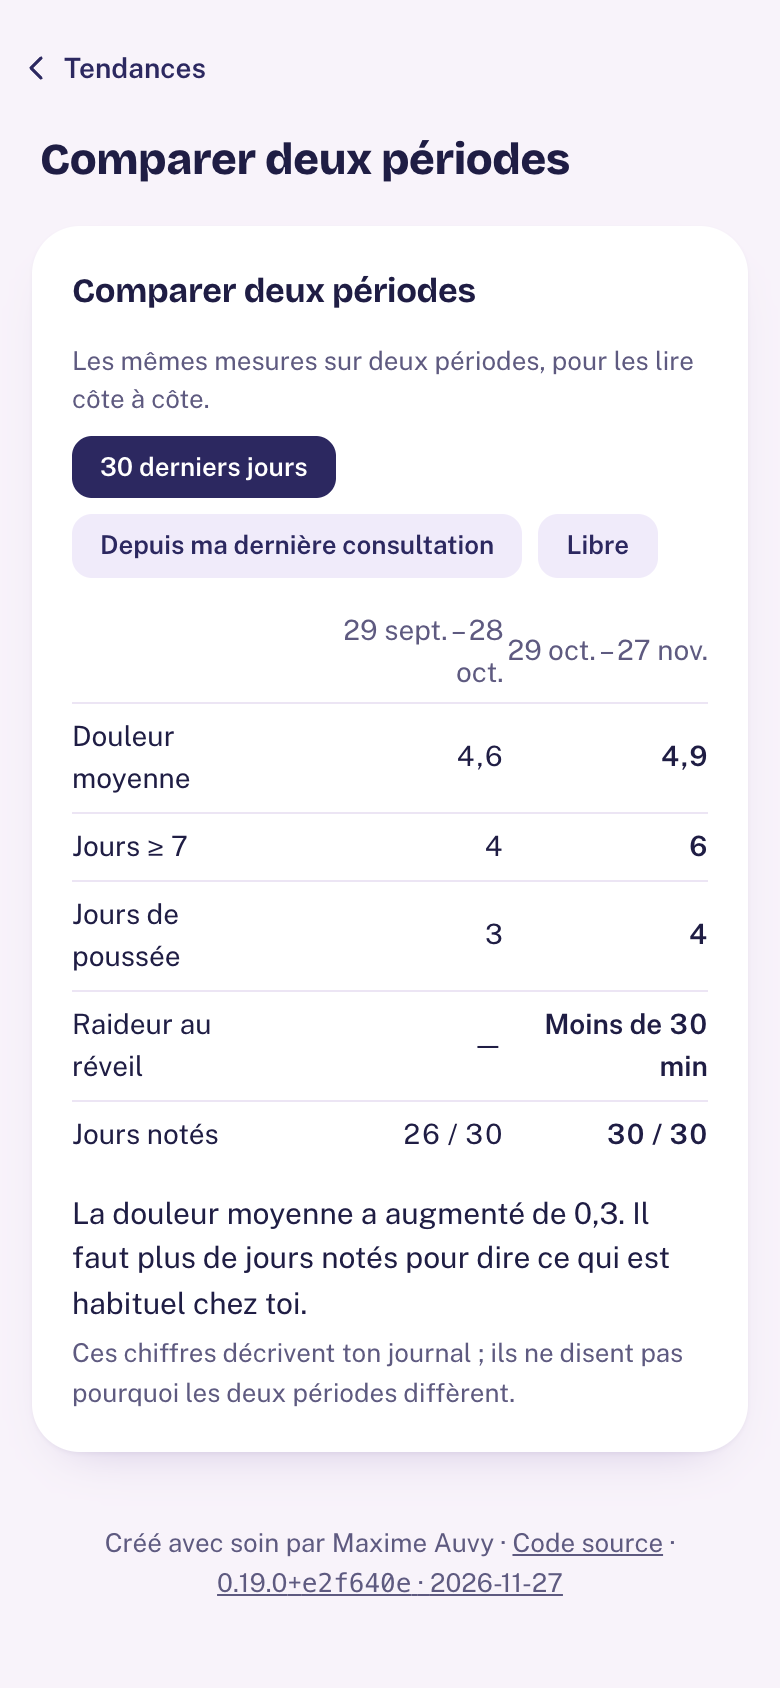 Tendances
Comparer deux périodes
Comparer deux périodes
Les mêmes mesures sur deux périodes, pour les lire
côte à côte.
30 derniers jours
Depuis ma dernière consultation
Libre
29 sept. – 28
oct.
29 oct. – 27 nov.
Douleur
moyenne
4,6
4,9
Jours ≥ 7
4
6
Jours de
poussée
3
4
Raideur au
réveil
—
Moins de 30
min
Jours notés
26 / 30
30 / 30
La douleur moyenne a augmenté de 0,3. Il
faut plus de jours notés pour dire ce qui est
habituel chez toi.
Ces chiffres décrivent ton journal ; ils ne disent pas
pourquoi les deux périodes diffèrent.
Créé avec soin par Maxime Auvy · Code source ·
0.19.0+e2f640e · 2026-11-27